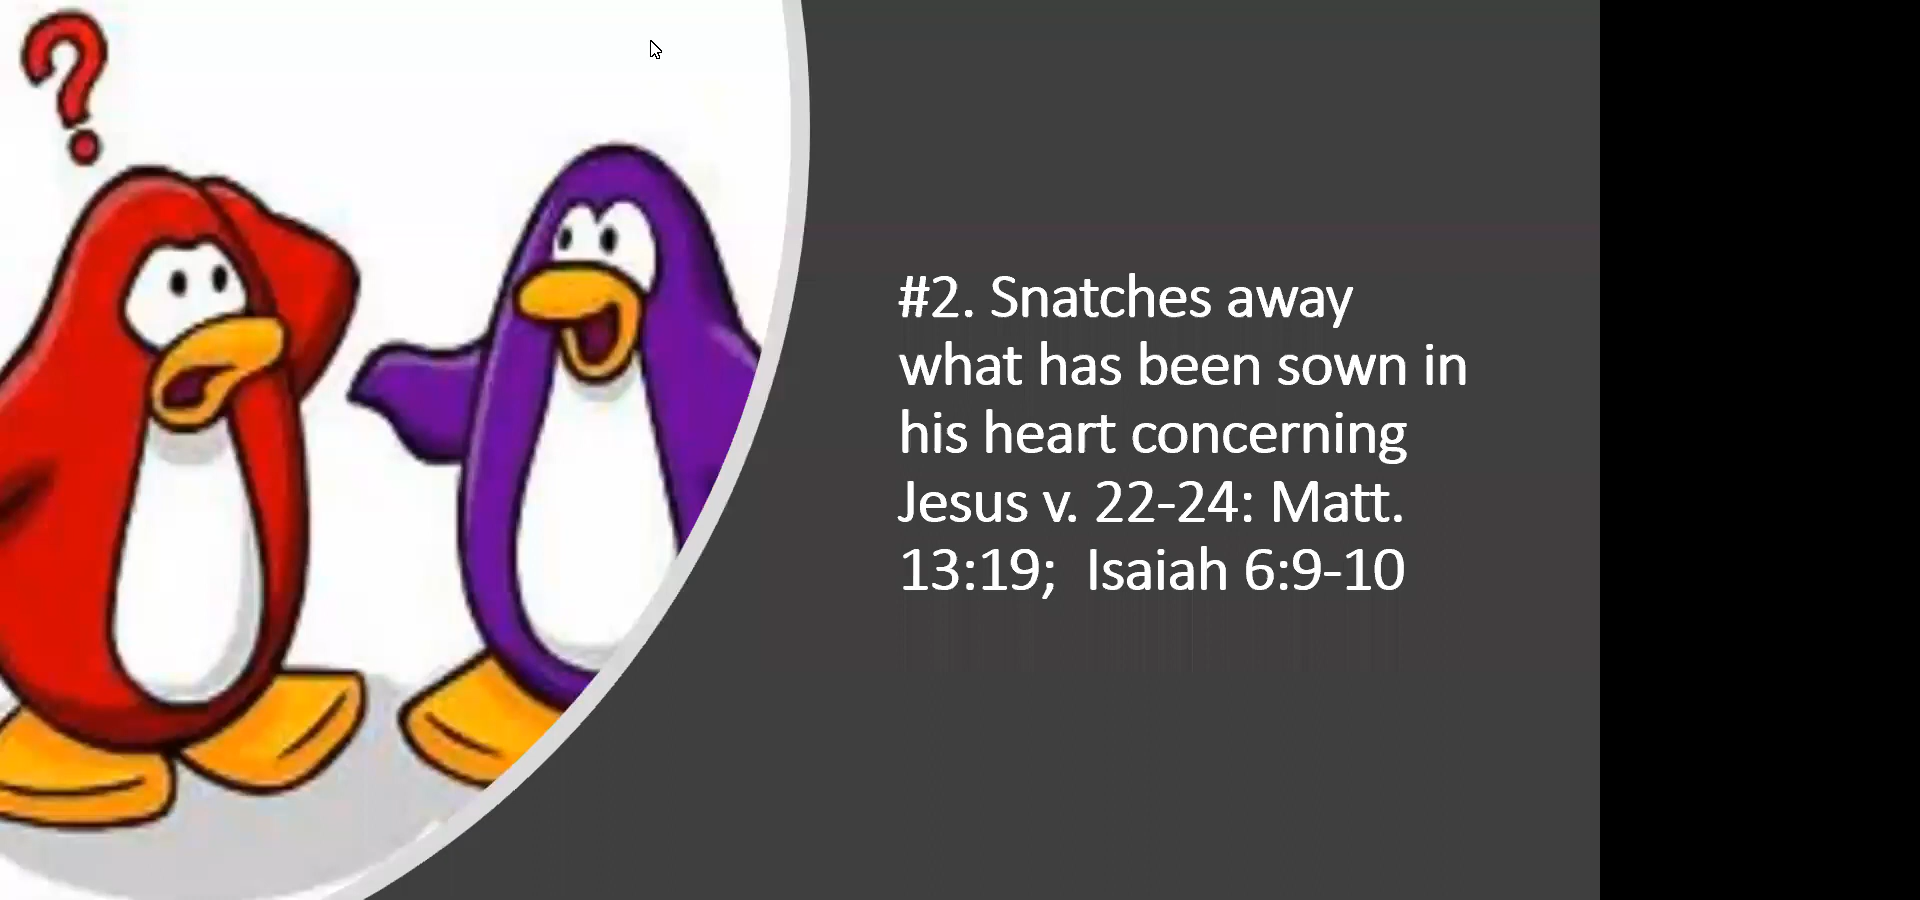 ?
#2. Snatches away
what has been sown in
his heart concerning
Jesus v. 22-24: Matt.
13:19;  Isaiah 6:9-10